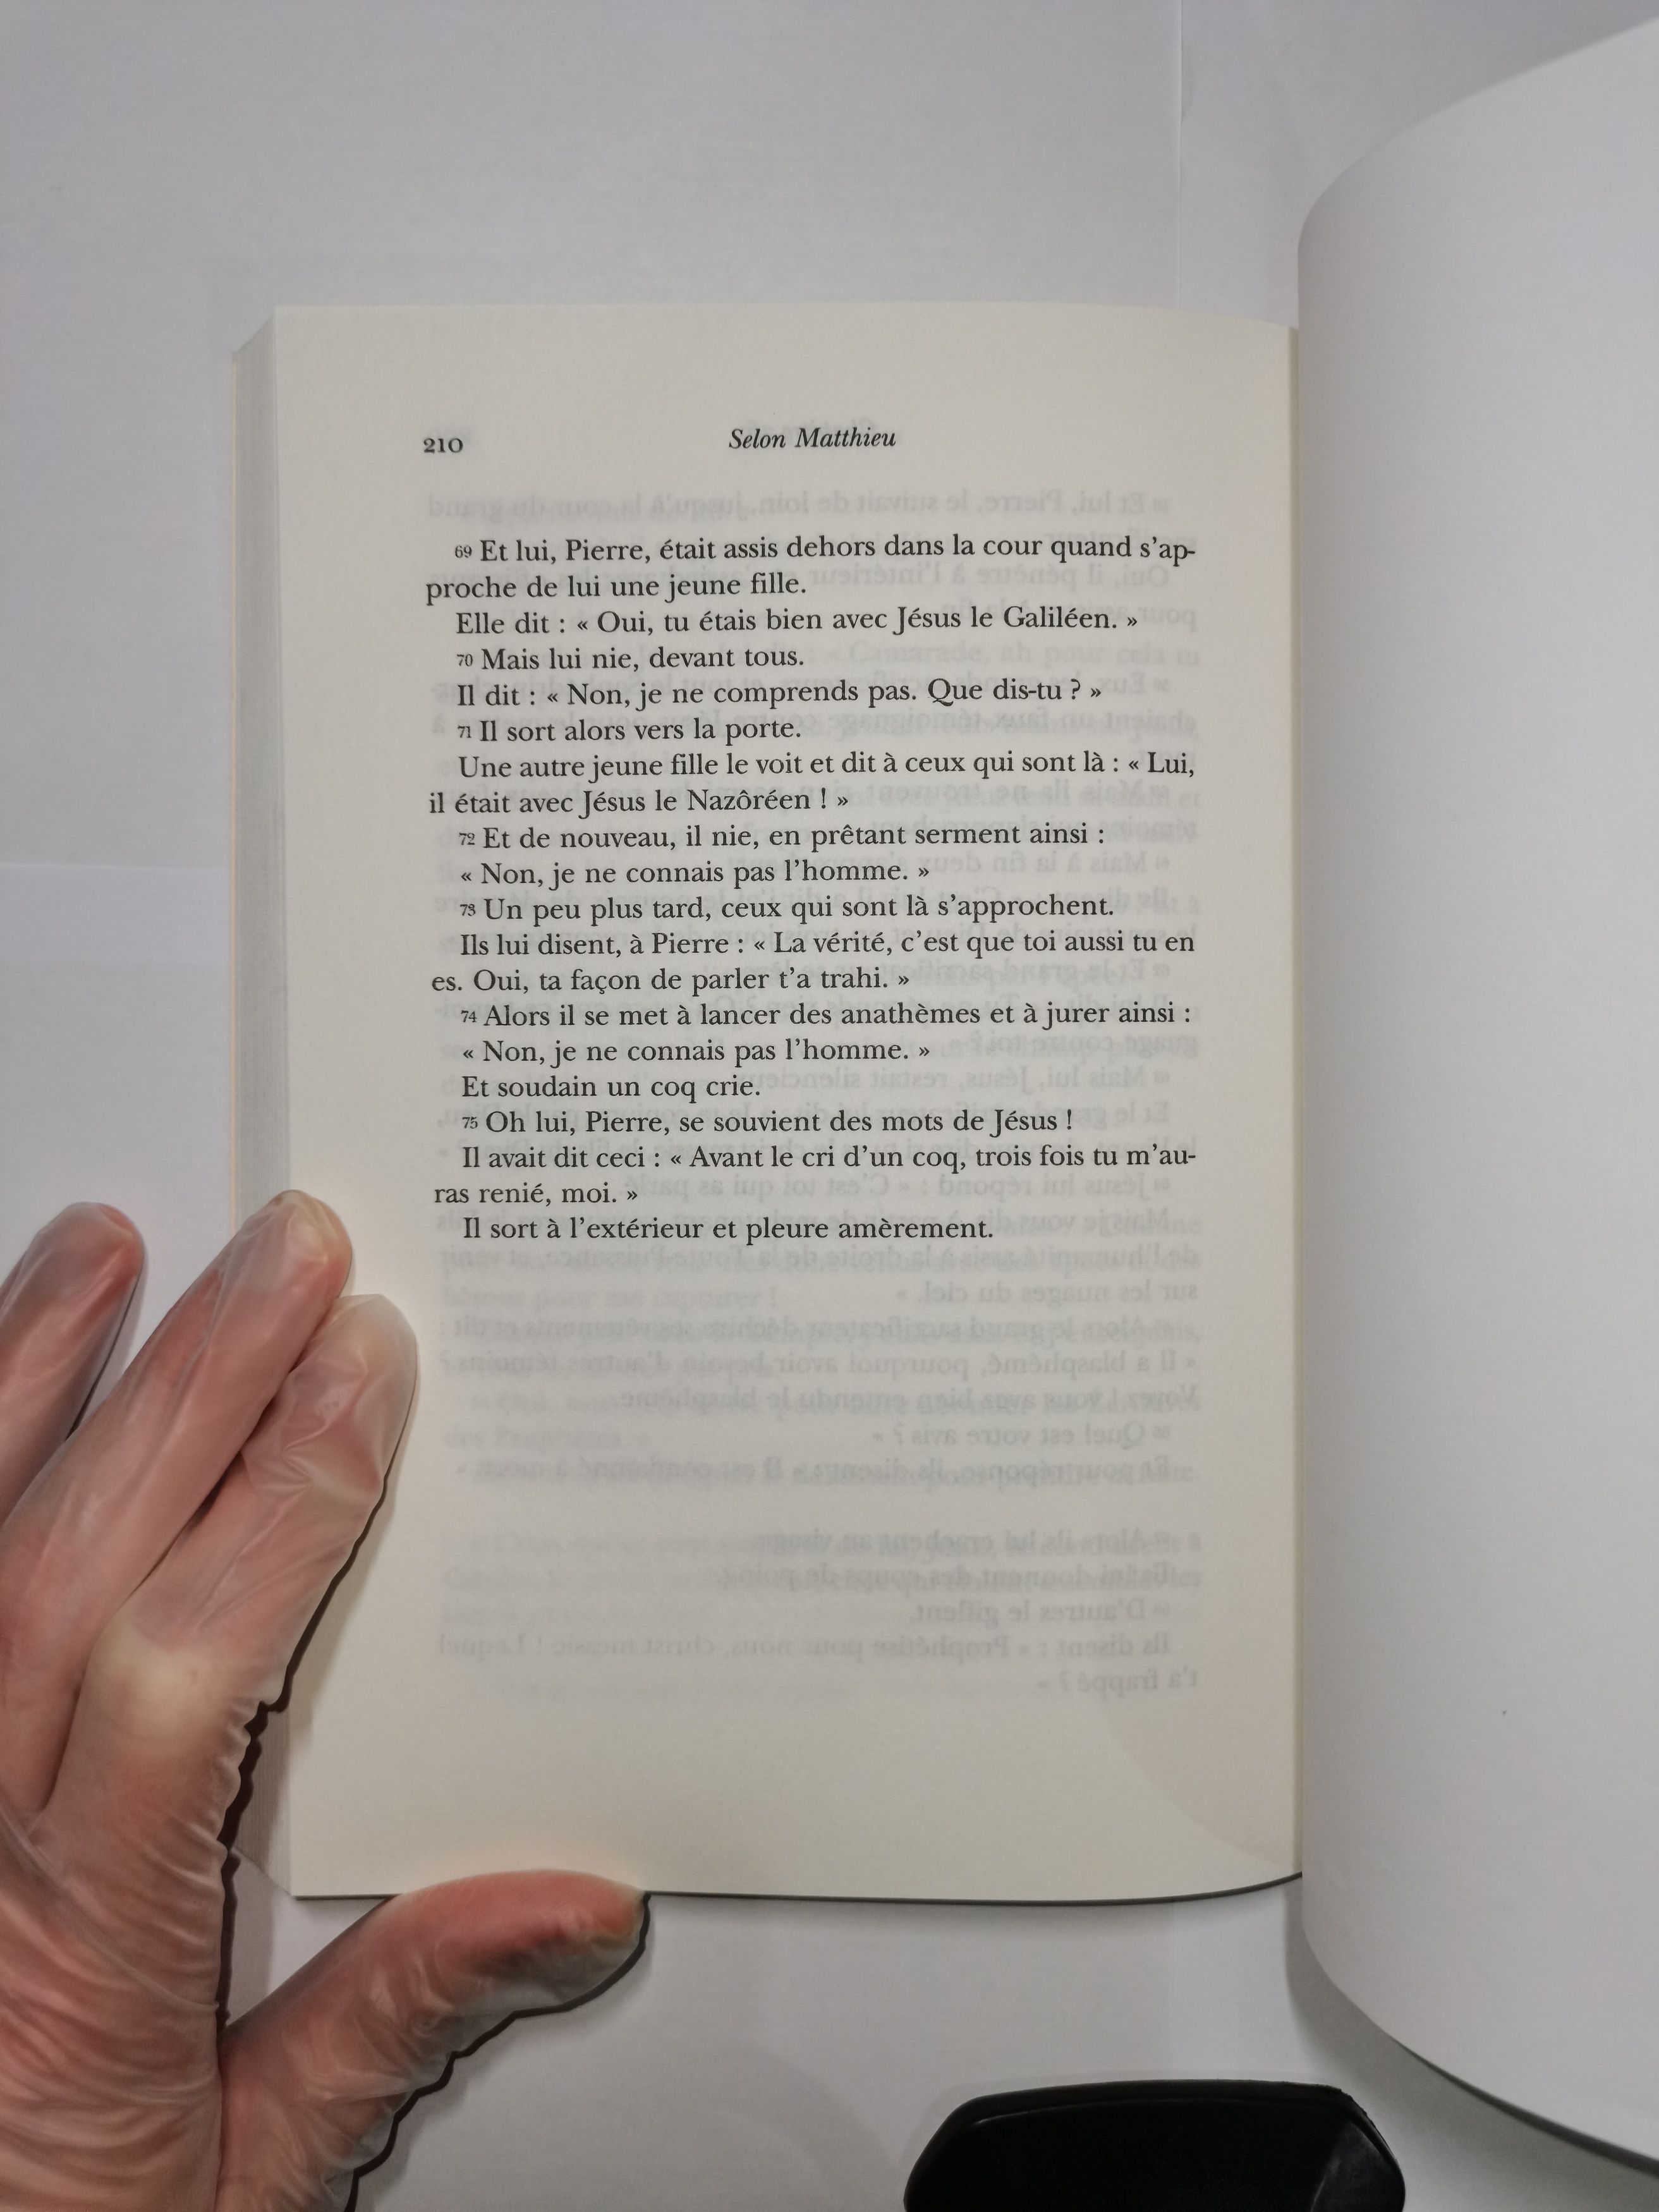 210
Selon Matthieu
69 Et lui, Pierre, était assis dehors dans la cour quand s’ap-
proche de lui une jeune fille.
Elle dit : « Oui, tu étais bien avec Jésus le Galiléen. »
70 Mais lui nie, devant tous.
Il dit : « Non, je ne comprends pas. Que dis-tu ? »
71 Il sort alors vers la porte.
Une autre jeune fille le voit et dit à ceux qui sont là : « Lui,
il était avec Jésus le Nazôréen ! »
72 Et de nouveau, il nie, en prêtant serment ainsi :
« Non, je ne connais pas l’homme. »
73 Un peu plus tard, ceux qui sont là s’approchent.
Ils lui disent, à Pierre : « La vérité, c’est que toi aussi tu en
es. Oui, ta façon de parler t’a trahi. »
74 Alors il se met à lancer des anathèmes et à jurer ainsi :
« Non, je ne connais pas l’homme. »
Et soudain un coq crie.
75 Oh lui, Pierre, se souvient des mots de Jésus !
Il avait dit ceci : « Avant le cri d’un coq, trois fois tu m’au-
ras renié, moi. »
Il sort à l’extérieur et pleure amèrement.